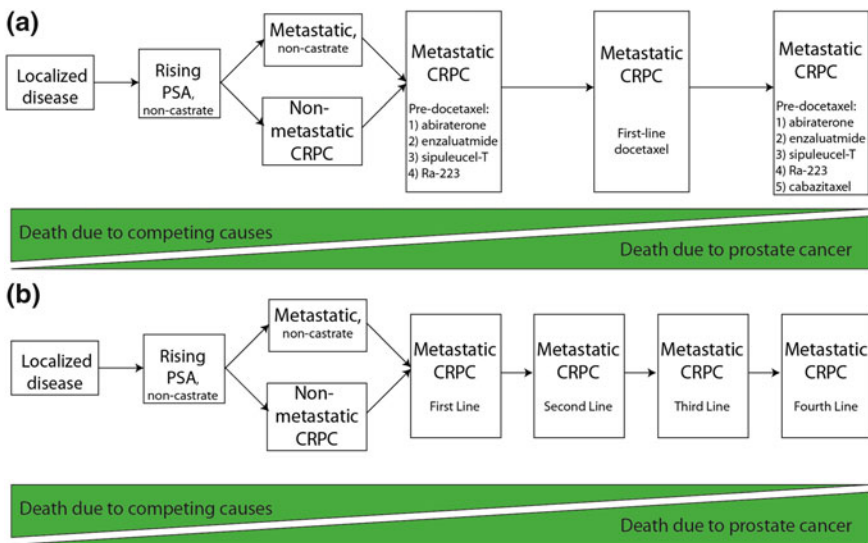 (a)
Localized
disease
Rising
PSA,
non-castrate
Metastatic,
non-castrate
Non-
metastatic
CRPC
Metastatic
CRPC
Pre-docetaxel:
1) abiraterone
2) enzaluatmide
3) sipuleucel-T
4) Ra-223
Metastatic
CRPC
First-line
docetaxel
Metastatic
CRPC
Pre-docetaxel:
1) abiraterone
2) enzaluatmide
3) sipuleucel-T
4) Ra-223
5) cabazitaxel
Death due to competing causes
Death due to prostate cancer
(b)
Localized
disease
Rising
PSA,
non-castrate
Metastatic,
non-castrate
Non-
metastatic
CRPC
Metastatic
CRPC
First Line
Metastatic
CRPC
Second Line
Metastatic
CRPC
Third Line
Metastatic
CRPC
Fourth Line
Death due to competing causes
Death due to prostate cancer